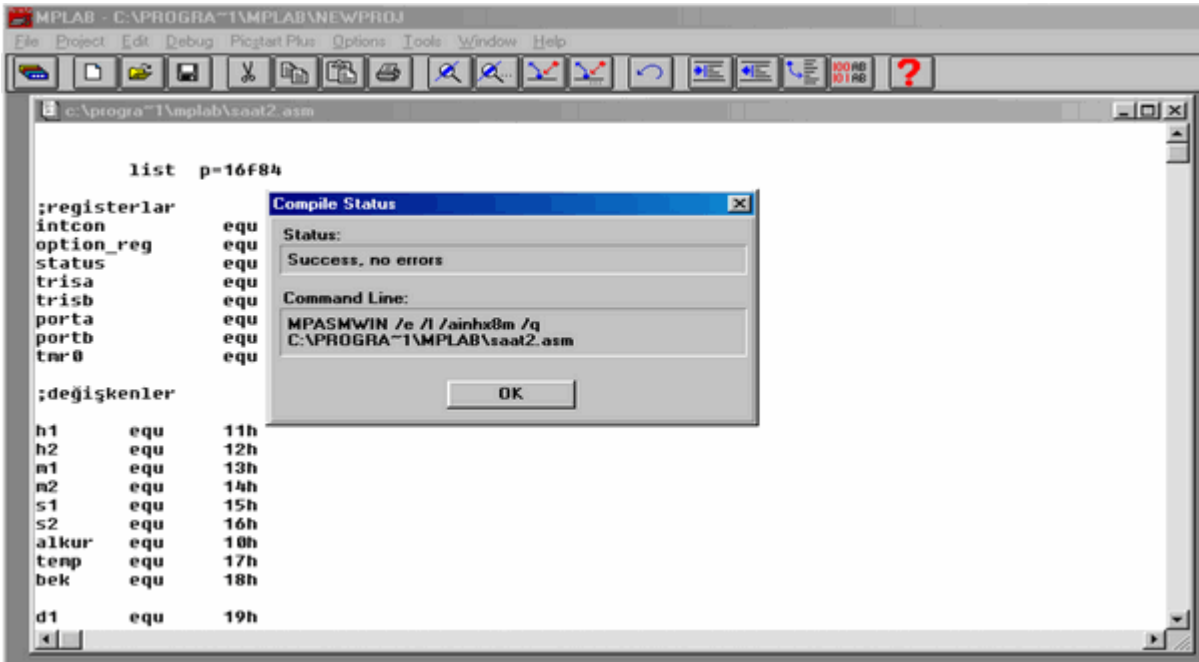 MPLAB - C:\PROGRA~1\MPLAB\NEWPROJ
File Project Edit Debug Picstart Plus Options Tools Window Help
c:\progra~1\mplab\saat2.asm
list p=16f84
;registerlar
intcon equ
option_reg equ
status equ
trisa equ
trisb equ
porta equ
portb equ
tmr0 equ
;değişkenler
h1 equ 11h
h2 equ 12h
m1 equ 13h
m2 equ 14h
s1 equ 15h
s2 equ 16h
alkur equ 10h
temp equ 17h
bek equ 18h
d1 equ 19h
Compile Status
Status:
Success, no errors
Command Line:
MPASMWIN /e /l /ainhx8m /q
C:\PROGRA~1\MPLAB\saat2.asm
OK